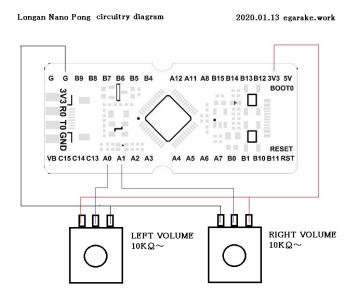 Longan Nano Pong circuitry diagram 2020.01.13 egarake.work
G G B9 B8 B7 B6 B5 B4 A12 A11 A8 B15 B14 B13 B12 3V3 5V
BOOT0
3V3 R0 T0 GND
RESET
VB C15 C14 C13 A0 A1 A2 A3 A4 A5 A6 A7 B0 B1 B10 B11 RST
LEFT VOLUME
10KΩ～
RIGHT VOLUME
10KΩ～